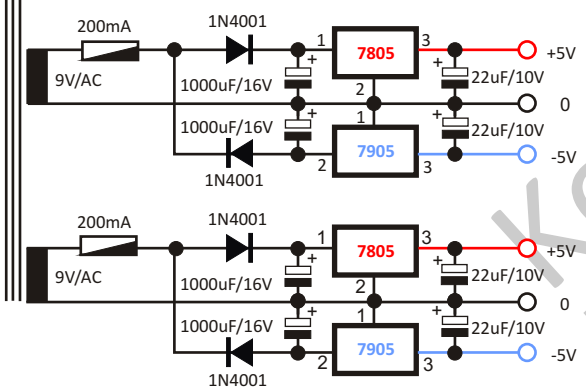 200mA
1N4001
1
7805
3
+5V
+
+
9V/AC
1000uF/16V
2
22uF/10V
0
1000uF/16V
+
1
+
22uF/10V
2
7905
3
-5V
1N4001
200mA
1N4001
1
7805
3
+5V
+
+
9V/AC
1000uF/16V
2
22uF/10V
0
1000uF/16V
+
1
+
22uF/10V
2
7905
3
-5V
1N4001